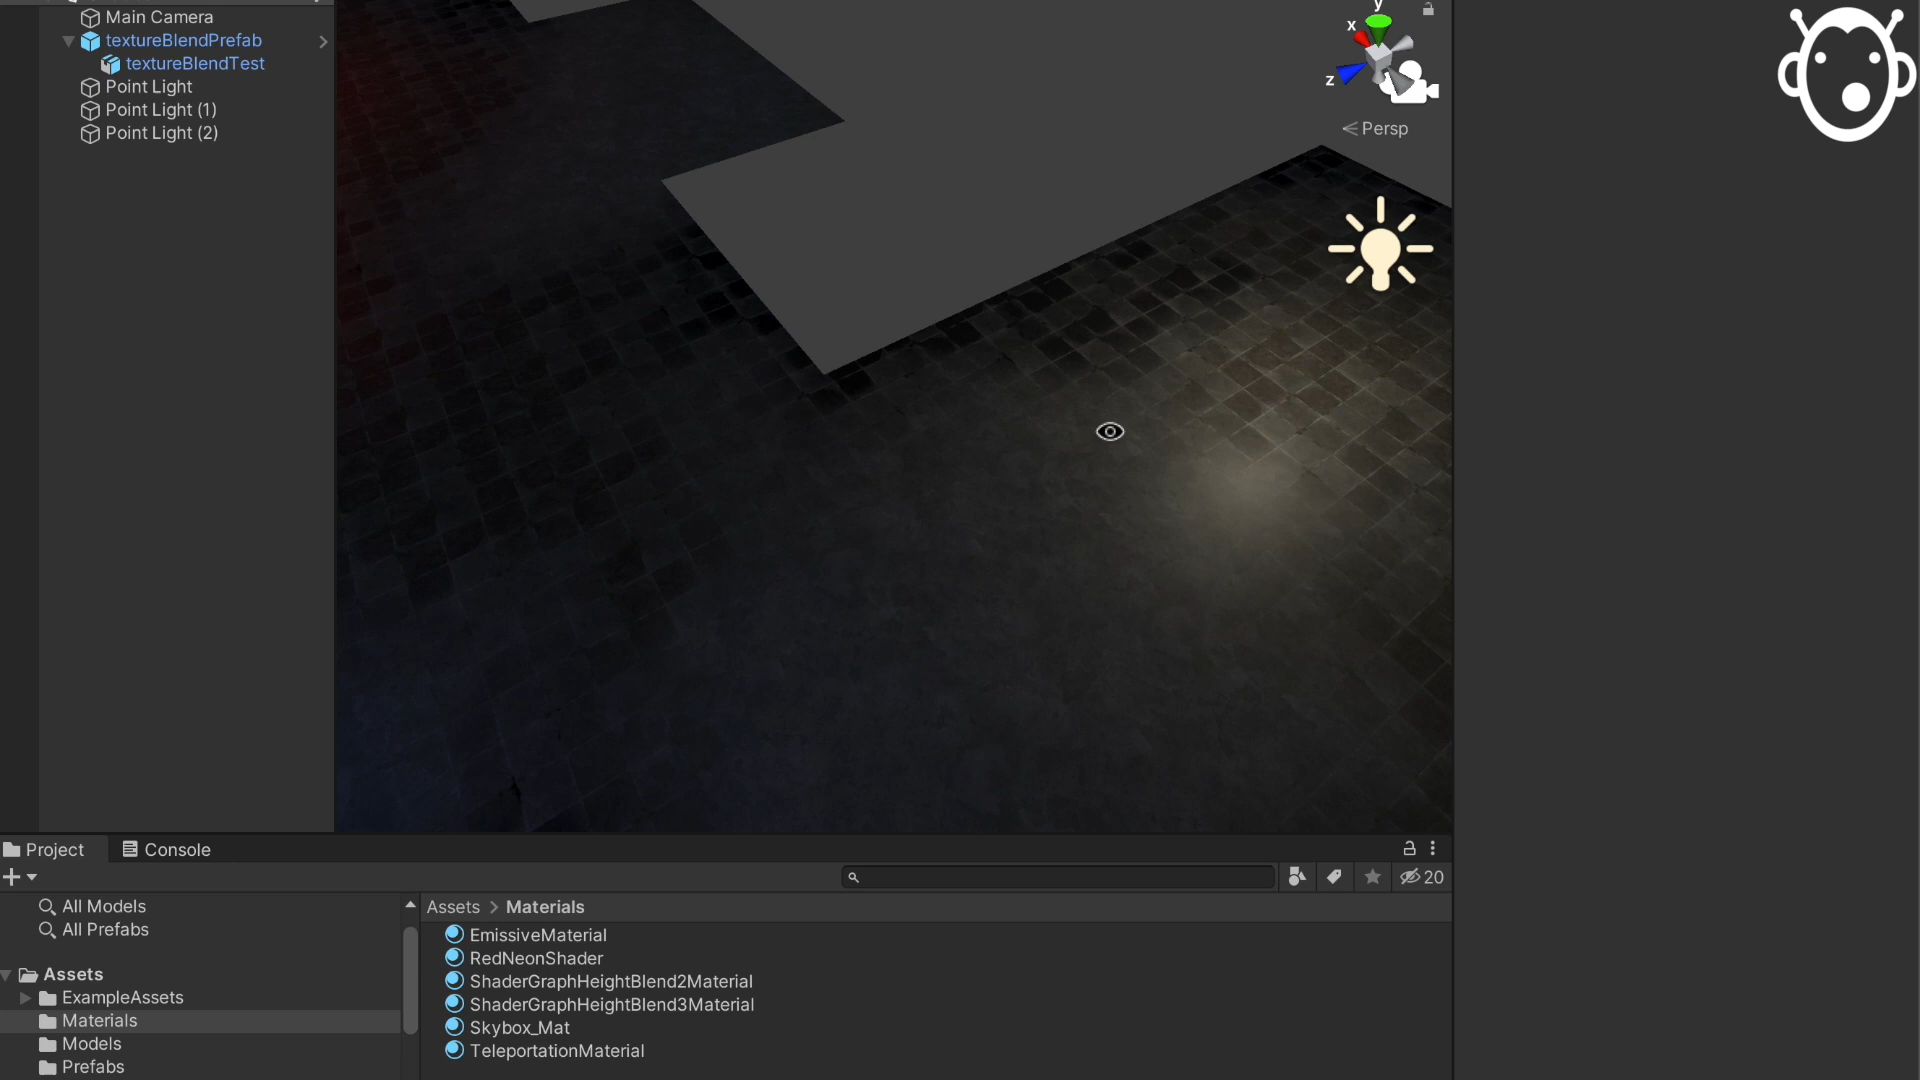 Main Camera
textureBlendPrefab
textureBlendTest
Point Light
Point Light (1)
Point Light (2)
y
x
z
Persp
Project
Console
20
All Models
All Prefabs
Assets
ExampleAssets
Materials
Models
Prefabs
Assets > Materials
EmissiveMaterial
RedNeonShader
ShaderGraphHeightBlend2Material
ShaderGraphHeightBlend3Material
Skybox_Mat
TeleportationMaterial